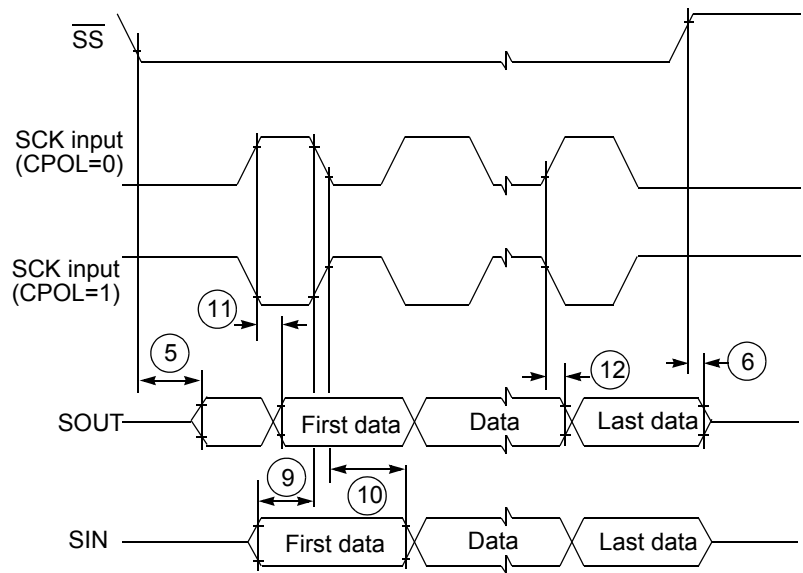 SS
SCK input
(CPOL=0)
SCK input
(CPOL=1)
11
5
12
6
SOUT
First data
Data
Last data
9
10
SIN
First data
Data
Last data